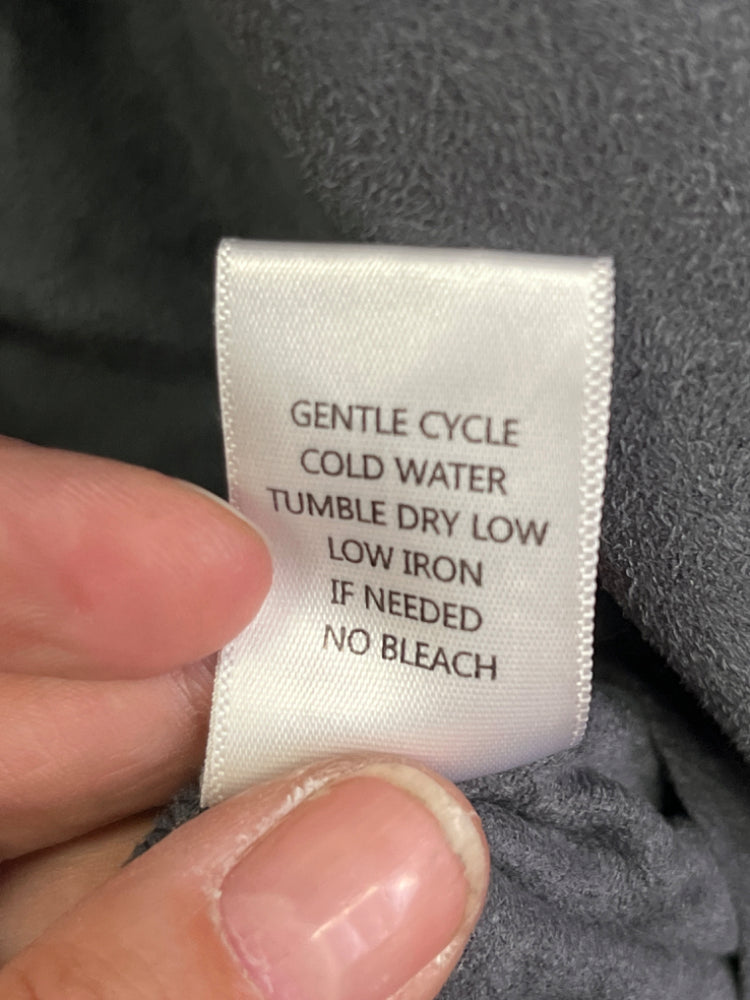 GENTLE CYCLE
COLD WATER
TUMBLE DRY LOW
LOW IRON
IF NEEDED
NO BLEACH